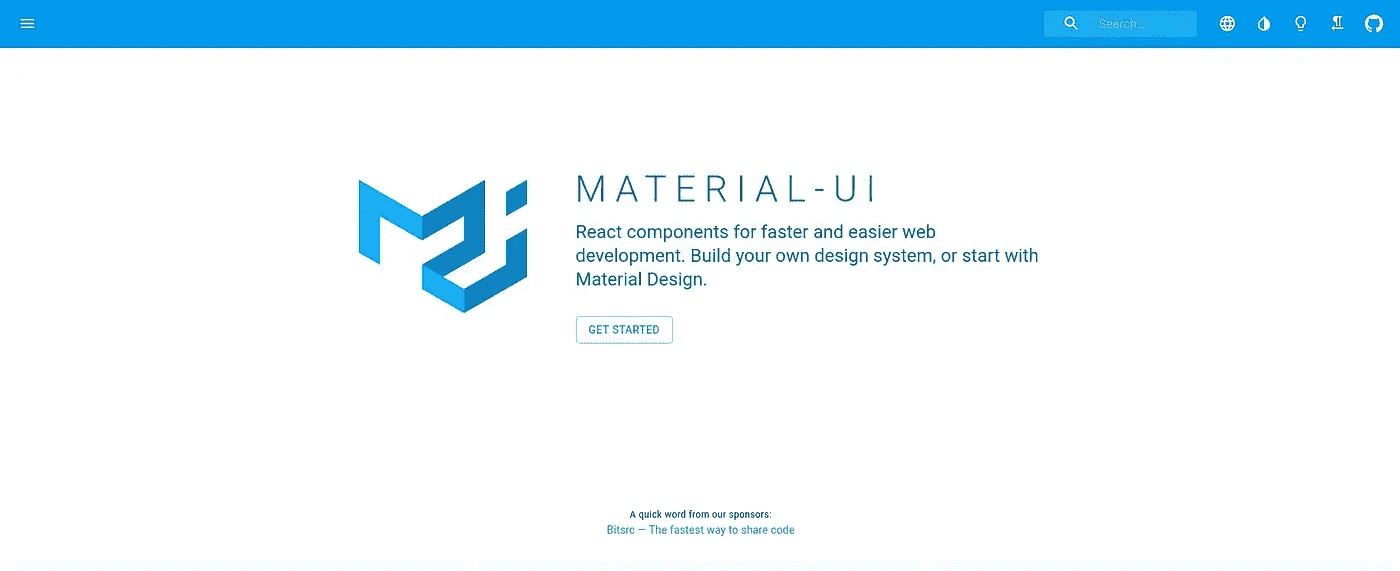 Search...
MATERIAL-UI
React components for faster and easier web
development. Build your own design system, or start with
Material Design.
GET STARTED
A quick word from our sponsors:
Bitsrc — The fastest way to share code